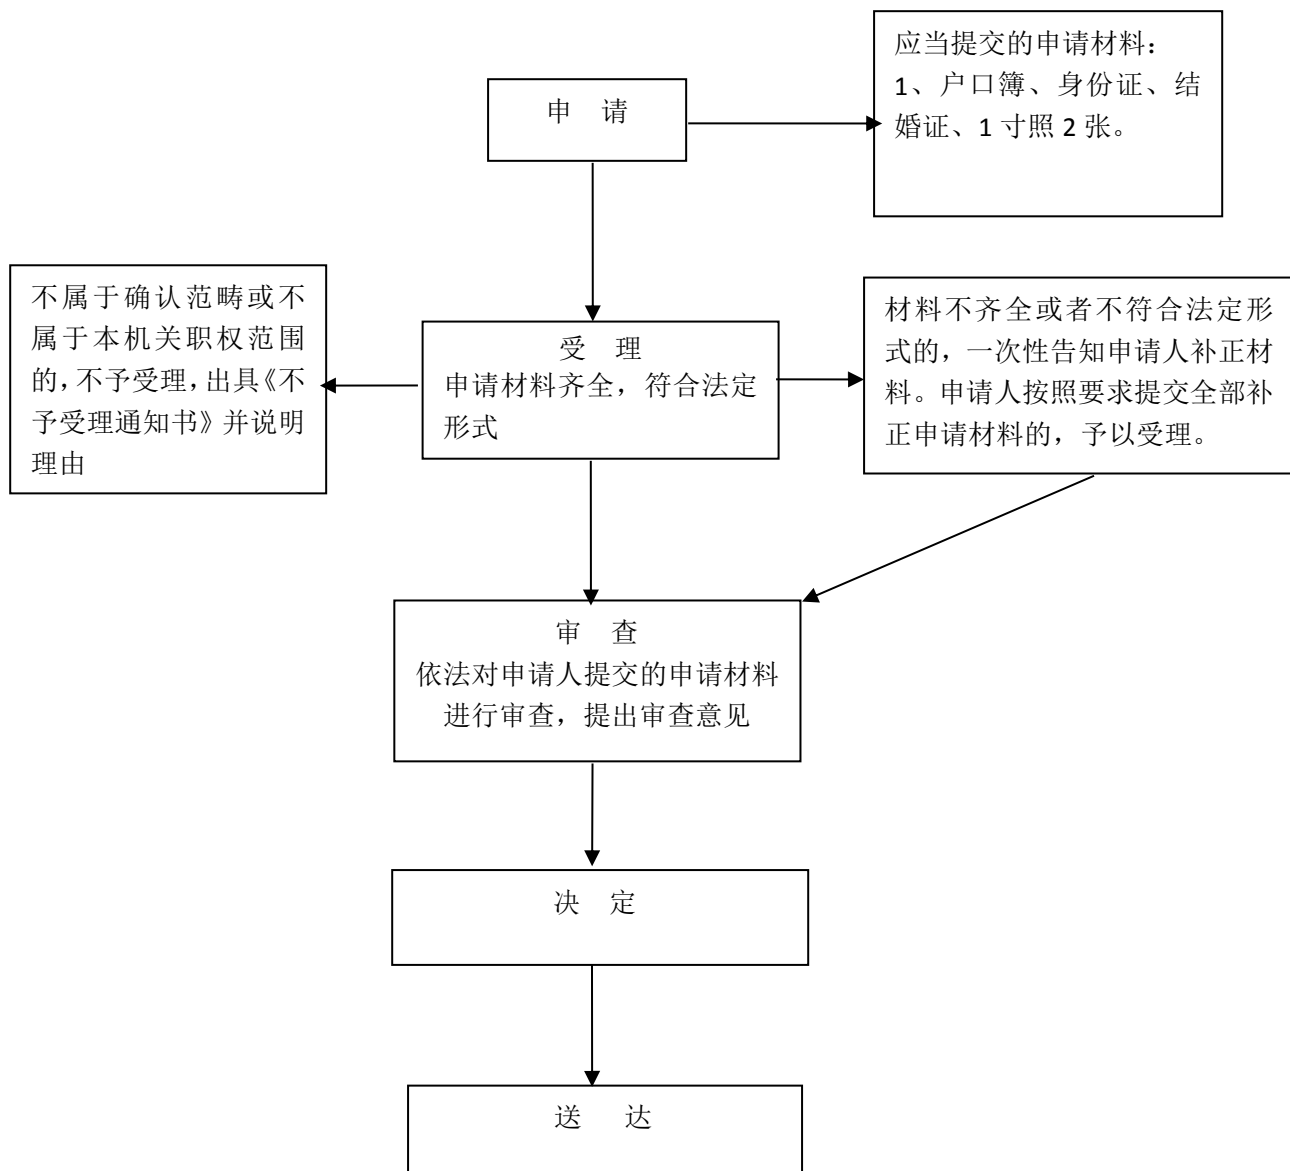 申 请
应当提交的申请材料：
1、户口簿、身份证、结
婚证、1 寸照 2 张。
不属于确认范畴或不
属于本机关职权范围
的，不予受理，出具《不
予受理通知书》并说明
理由
受 理
申请材料齐全，符合法定
形式
材料不齐全或者不符合法定形
式的，一次性告知申请人补正材
料。申请人按照要求提交全部补
正申请材料的，予以受理。
审 查
依法对申请人提交的申请材料
进行审查，提出审查意见
决 定
送 达